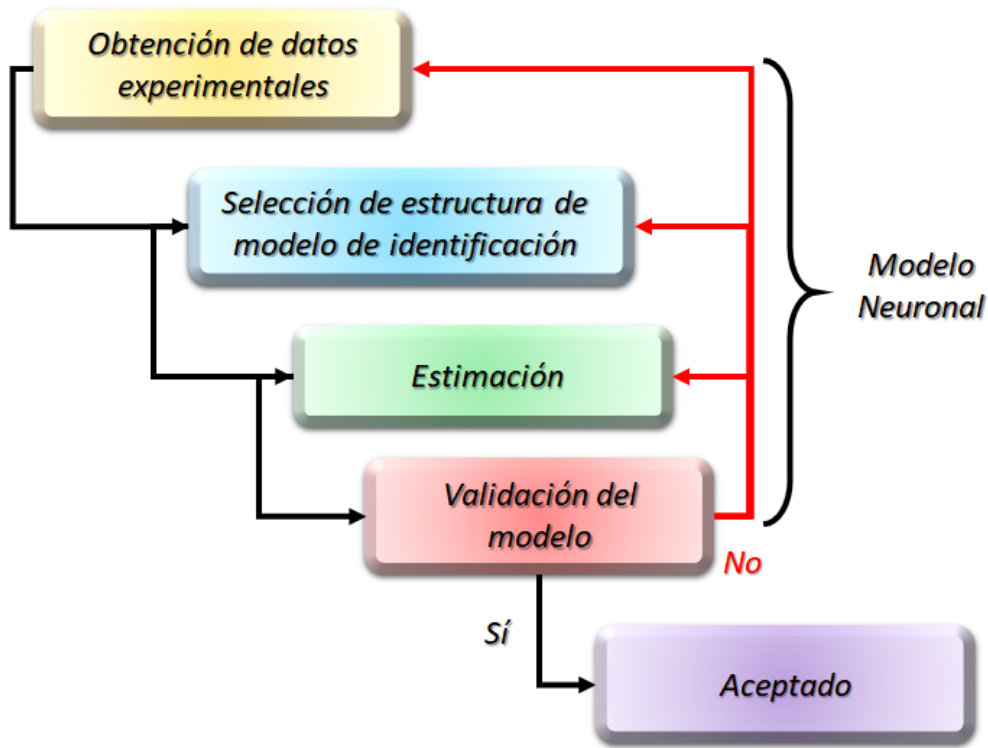 Obtención de datos
experimentales
Selección de estructura de
modelo de identificación
Modelo
Neuronal
Estimación
Validación del
modelo
No
Sí
Aceptado